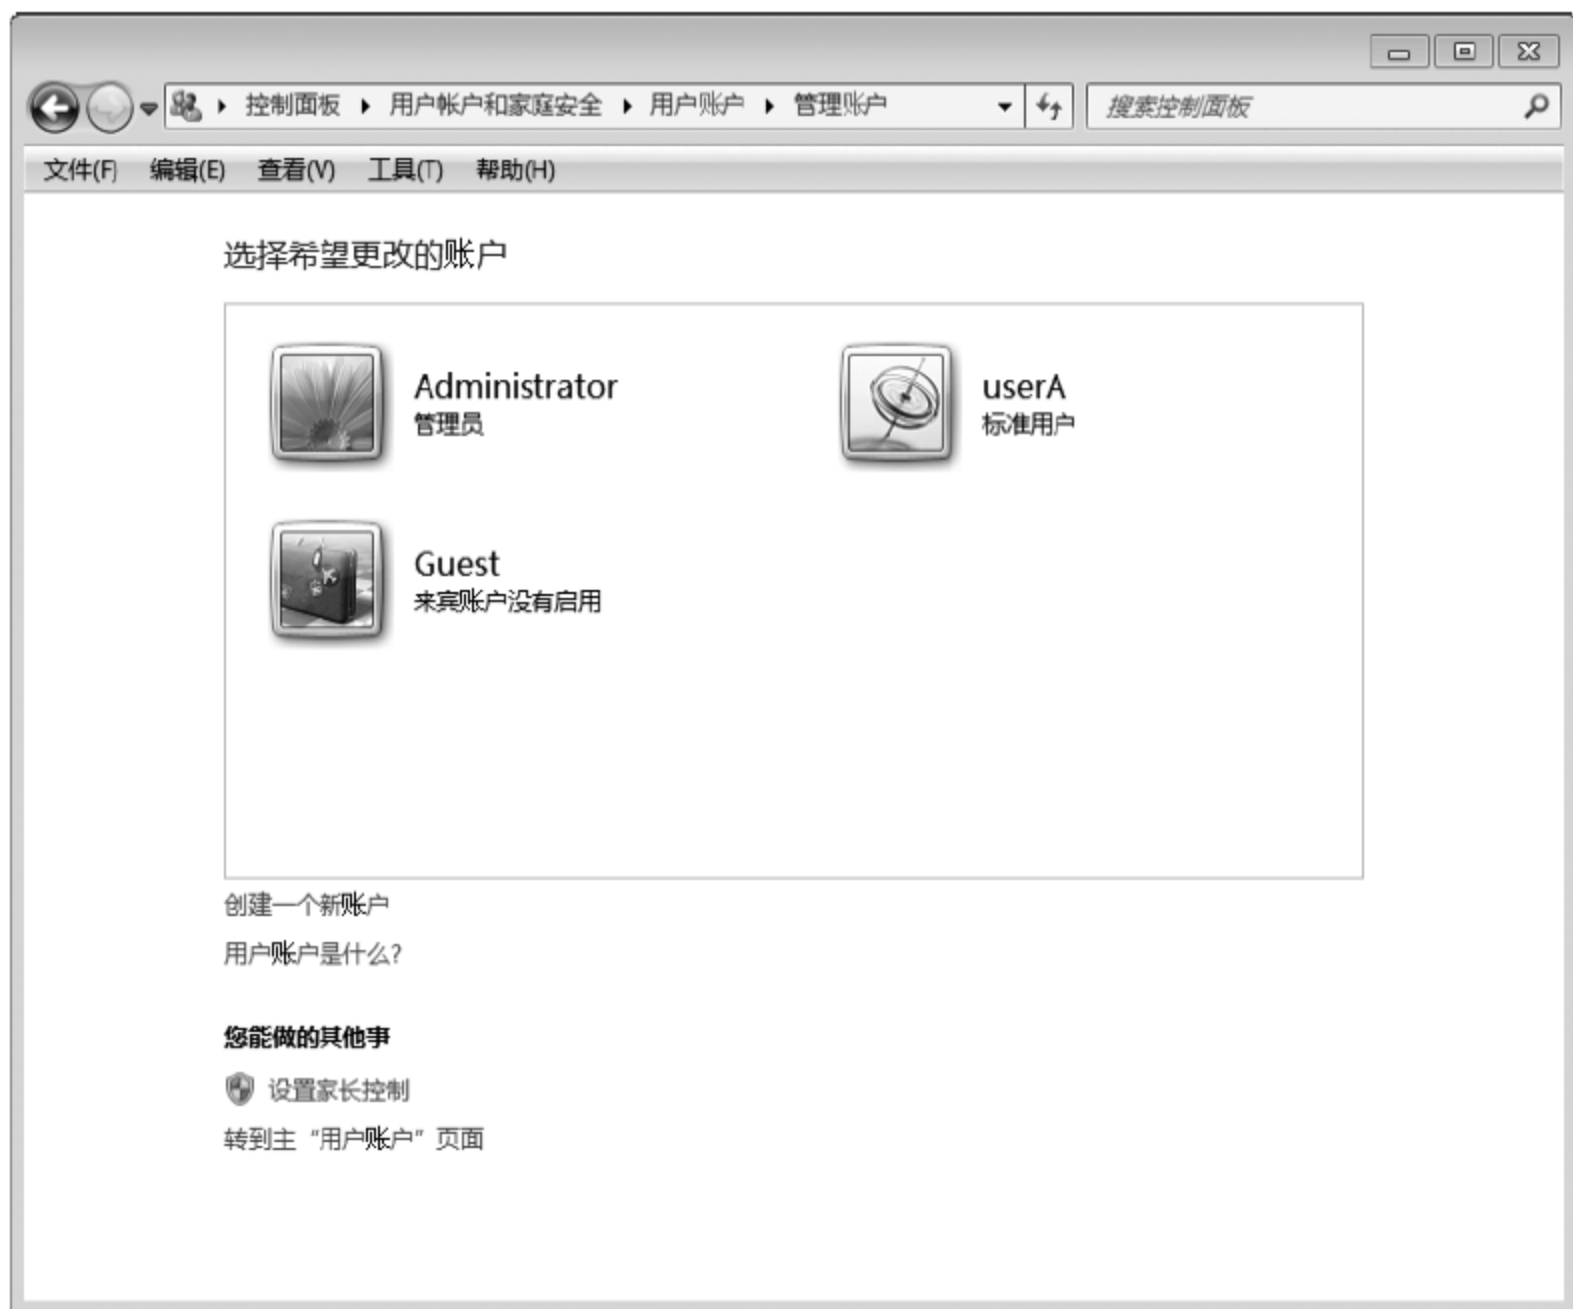 控制面板 用户帐户和家庭安全 用户账户 管理账户 搜索控制面板
文件(F) 编辑(E) 查看(V) 工具(T) 帮助(H)
选择希望更改的账户
Administrator
管理员
userA
标准用户
Guest
来宾账户没有启用
创建一个新账户
用户账户是什么?
您能做的其他事
设置家长控制
转到主“用户账户”页面